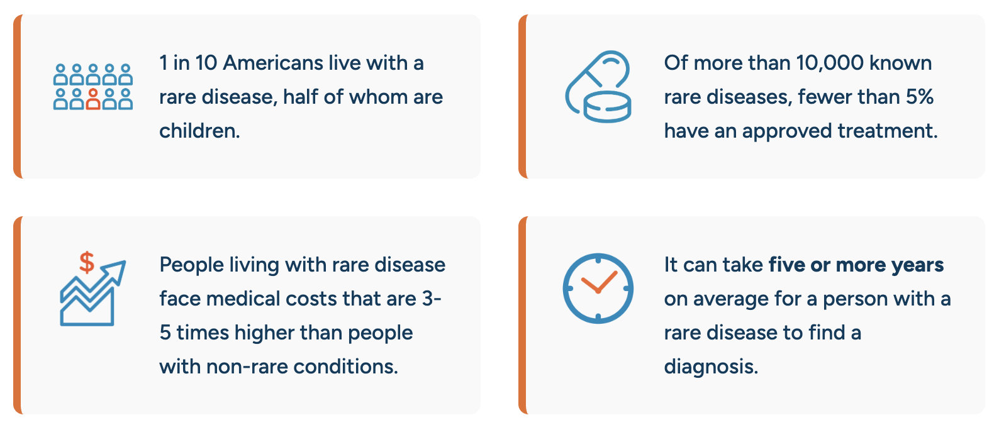 1 in 10 Americans live with a
rare disease, half of whom are
children.
Of more than 10,000 known
rare diseases, fewer than 5%
have an approved treatment.
$
People living with rare disease
face medical costs that are 3-
5 times higher than people
with non-rare conditions.
It can take five or more years
on average for a person with a
rare disease to find a
diagnosis.